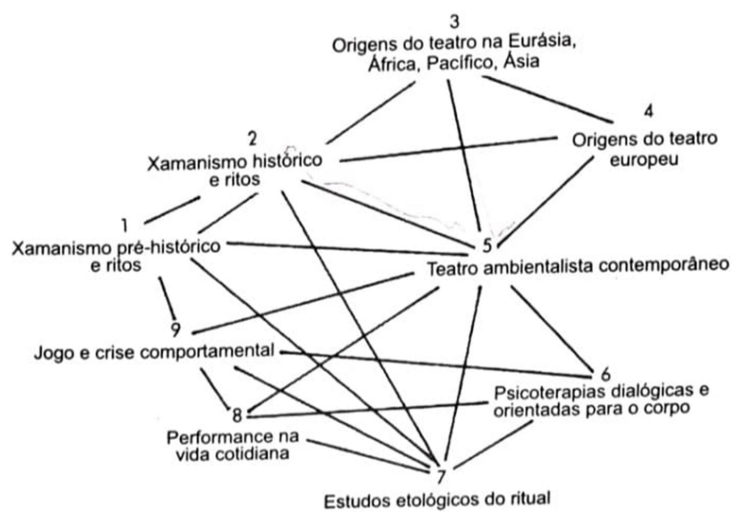 3
Origens do teatro na Eurásia,
África, Pacífico, Ásia
4
Origens do teatro
europeu
2
Xamanismo histórico
e ritos
1
Xamanismo pré-histórico
e ritos
5
Teatro ambientalista contemporâneo
9
Jogo e crise comportamental
6
Psicoterapias dialógicas e
orientadas para o corpo
8
Performance na
vida cotidiana
7
Estudos etológicos do ritual